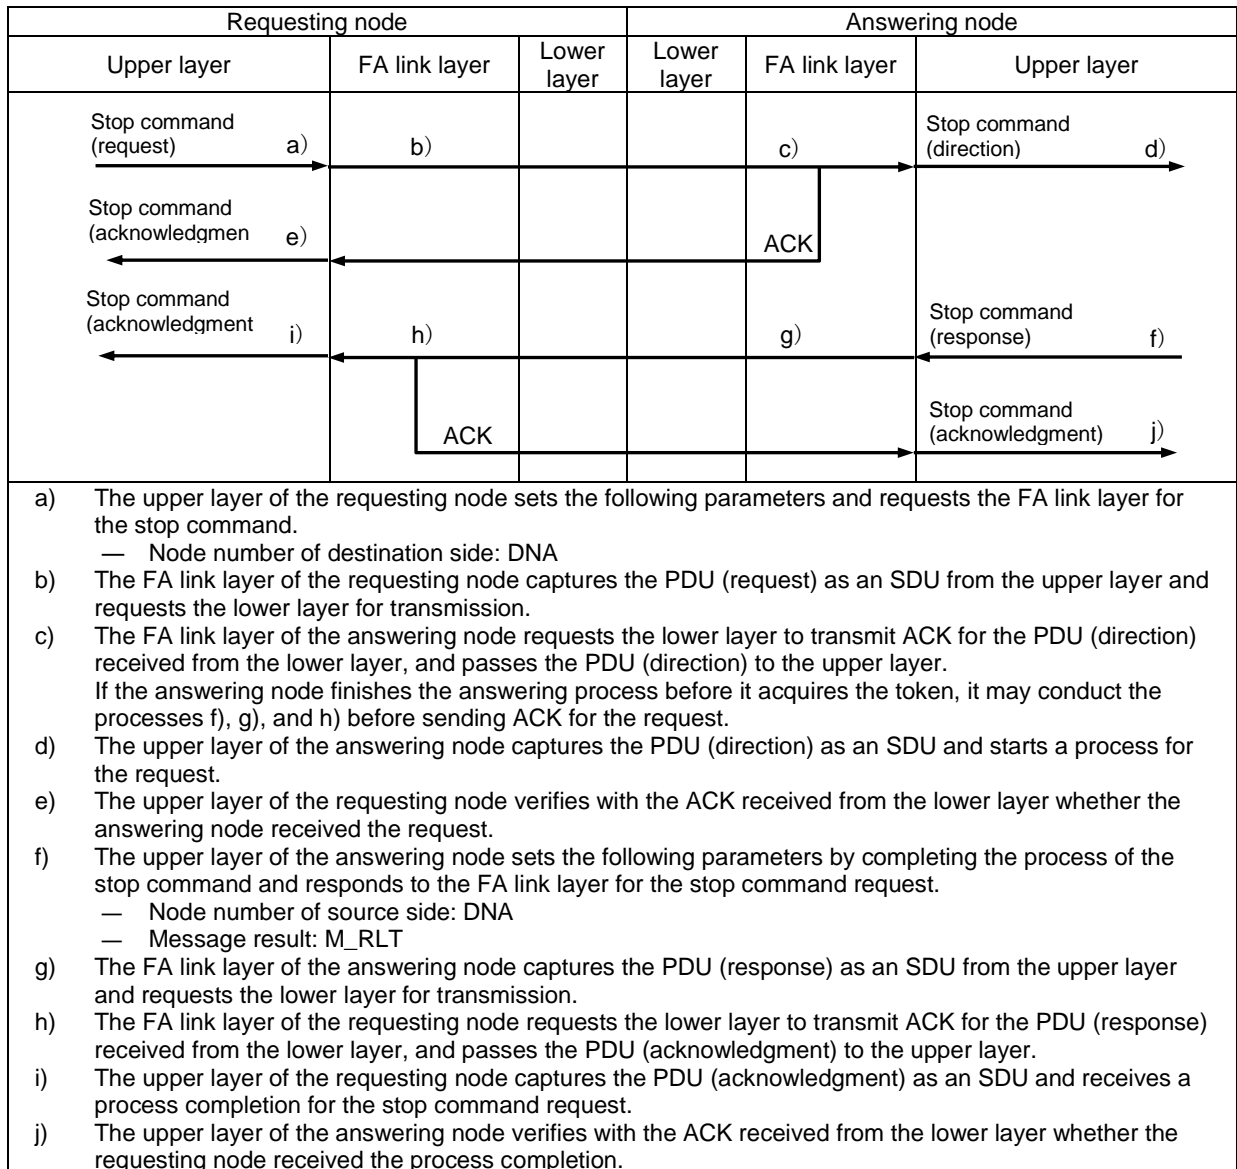 Requesting node
Answering node
Upper layer
FA link layer
Lower
layer
Lower
layer
FA link layer
Upper layer
Stop command
(request)
a）
b）
c）
Stop command
(direction)
d）
Stop command
(acknowledgmen
e）
ACK
Stop command
(acknowledgment
i）
h）
g）
Stop command
(response)
f）
ACK
Stop command
(acknowledgment)
j）
a) The upper layer of the requesting node sets the following parameters and requests the FA link layer for
the stop command.
— Node number of destination side: DNA
b) The FA link layer of the requesting node captures the PDU (request) as an SDU from the upper layer and
requests the lower layer for transmission.
c) The FA link layer of the answering node requests the lower layer to transmit ACK for the PDU (direction)
received from the lower layer, and passes the PDU (direction) to the upper layer.
If the answering node finishes the answering process before it acquires the token, it may conduct the
processes f), g), and h) before sending ACK for the request.
d) The upper layer of the answering node captures the PDU (direction) as an SDU and starts a process for
the request.
e) The upper layer of the requesting node verifies with the ACK received from the lower layer whether the
answering node received the request.
f) The upper layer of the answering node sets the following parameters by completing the process of the
stop command and responds to the FA link layer for the stop command request.
— Node number of source side: DNA
— Message result: M_RLT
g) The FA link layer of the answering node captures the PDU (response) as an SDU from the upper layer
and requests the lower layer for transmission.
h) The FA link layer of the requesting node requests the lower layer to transmit ACK for the PDU (response)
received from the lower layer, and passes the PDU (acknowledgment) to the upper layer.
i) The upper layer of the requesting node captures the PDU (acknowledgment) as an SDU and receives a
process completion for the stop command request.
j) The upper layer of the answering node verifies with the ACK received from the lower layer whether the
requesting node received the process completion.